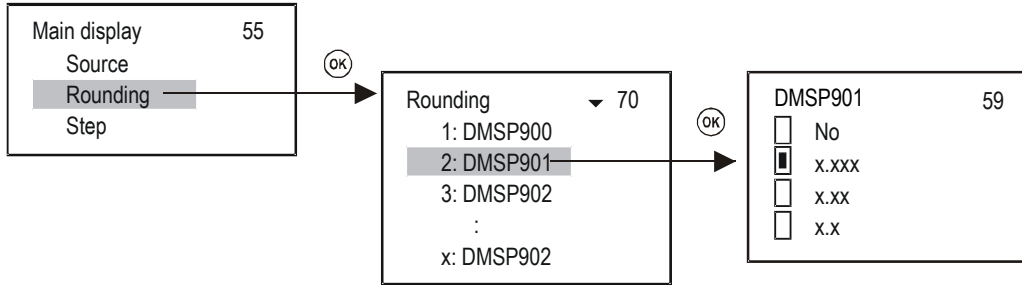 Main display 55
Source
Rounding
Step
OK
Rounding 70
1: DMSP900
2: DMSP901
3: DMSP902
:
x: DMSP902
OK
DMSP901 59
No
x.xxx
x.xx
x.x